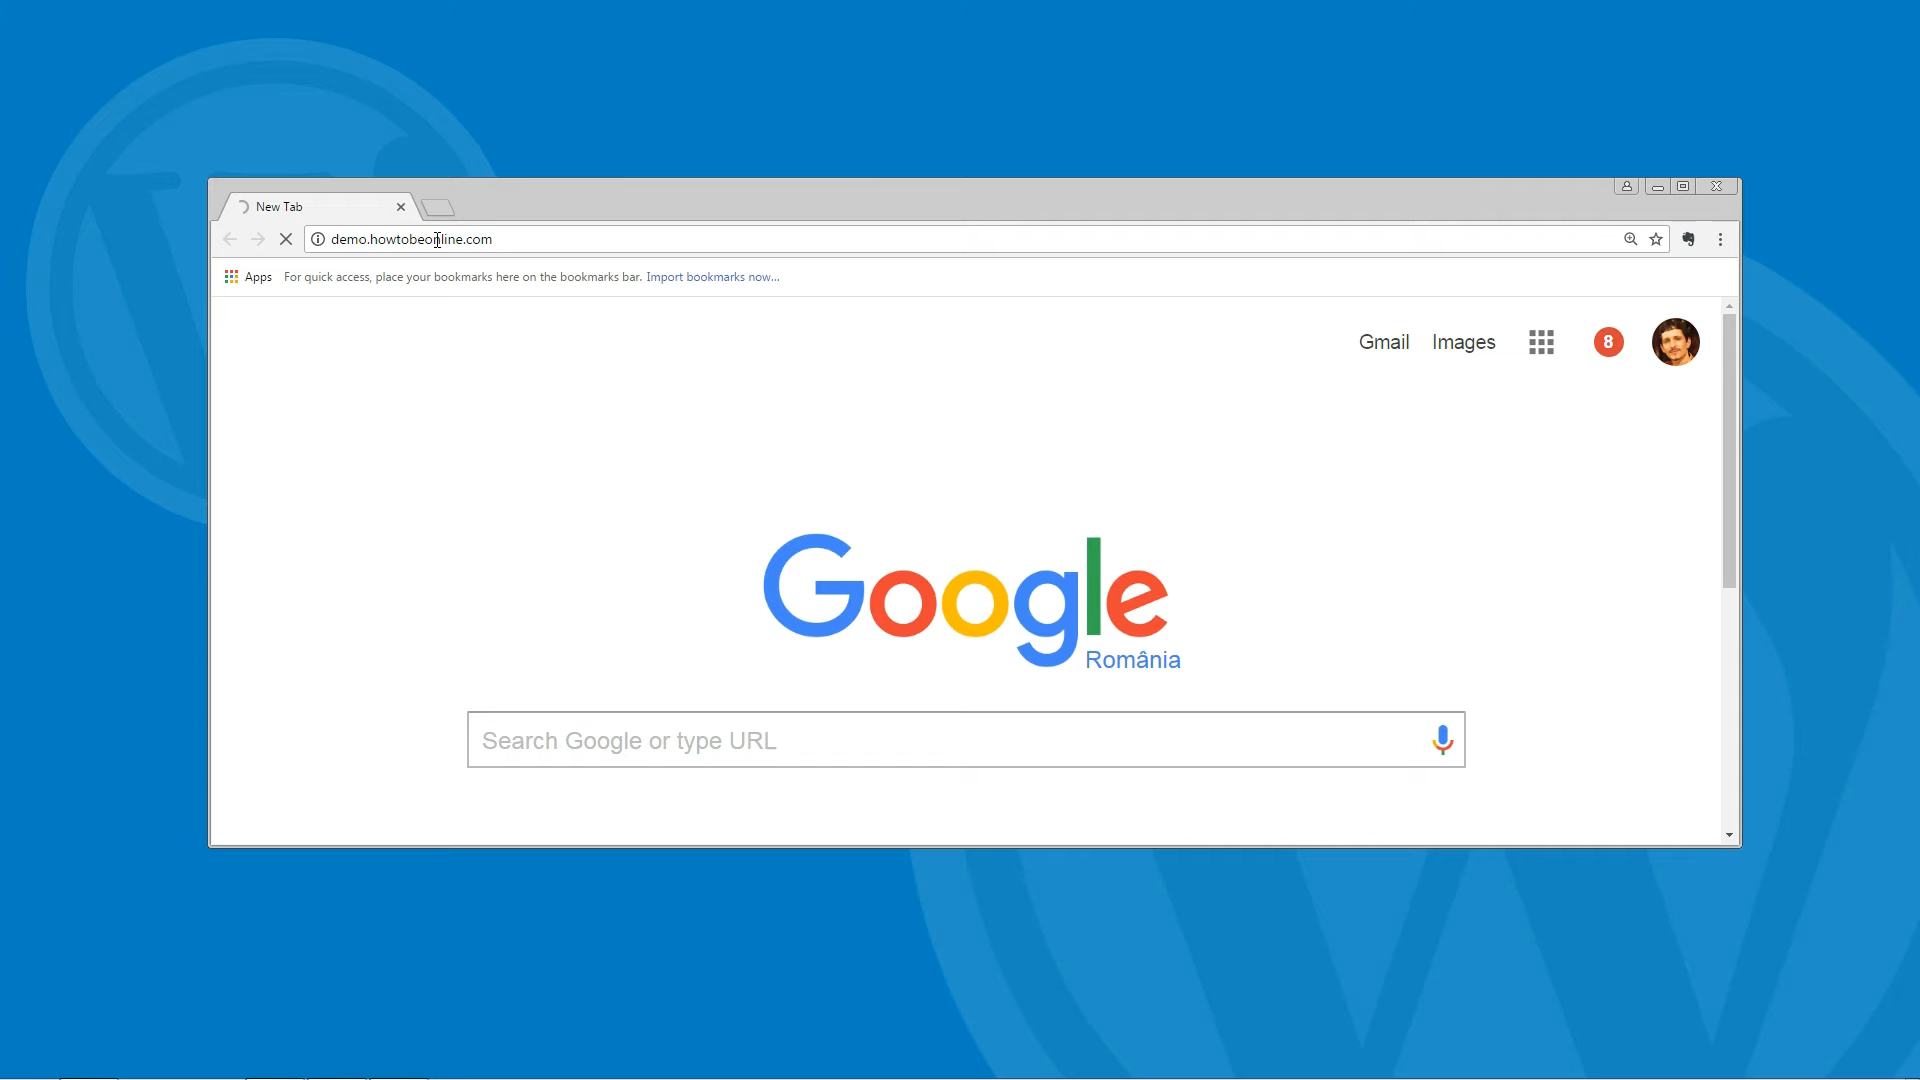 New Tab
demo.howtobeonline.com
Apps For quick access, place your bookmarks here on the bookmarks bar. Import bookmarks now...
Gmail Images 8
Google
România
Search Google or type URL